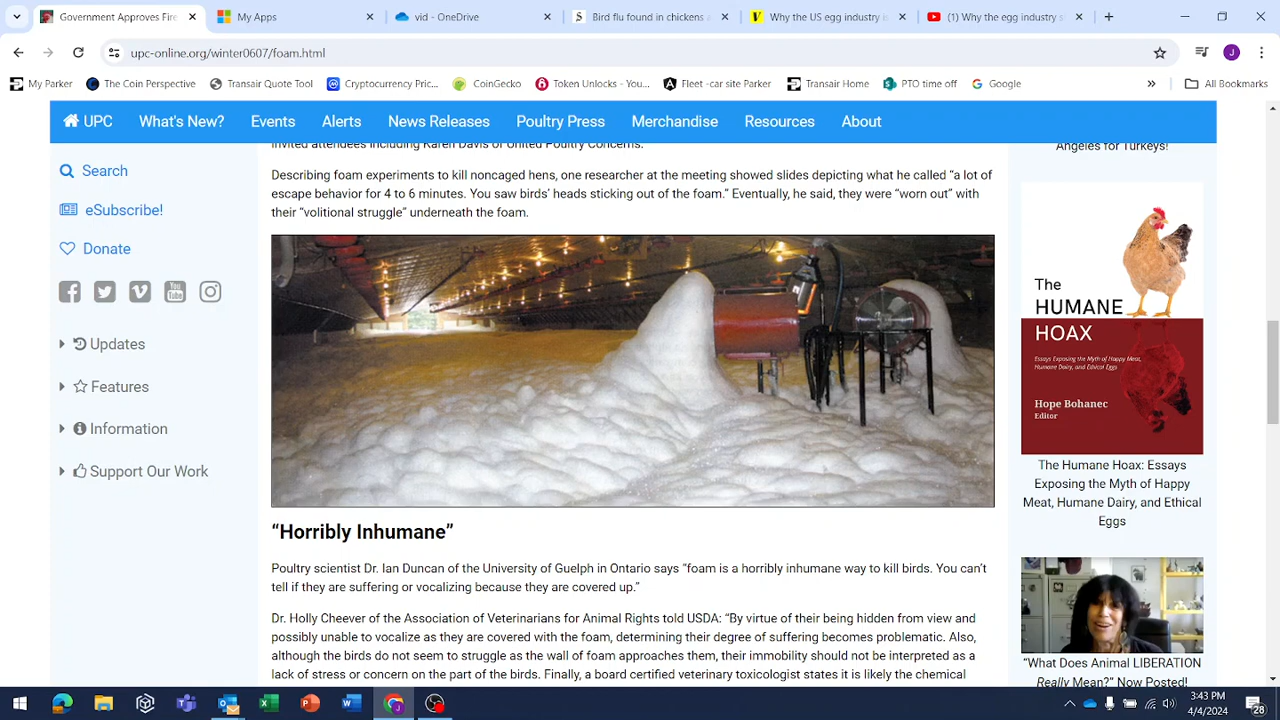 Government Approves Fire
My Apps
vid - OneDrive
Bird flu found in chickens a
Why the US egg industry is
(1) Why the egg industry s
upc-online.org/winter0607/foam.html
J
My Parker
The Coin Perspective
Transair Quote Tool
Cryptocurrency Pric...
CoinGecko
Token Unlocks - You...
Fleet -car site Parker
Transair Home
PTO time off
Google
All Bookmarks
UPC
What's New?
Events
Alerts
News Releases
Poultry Press
Merchandise
Resources
About
Search
eSubscribe!
Donate
You
Tube
Updates
Features
Information
Support Our Work
invited attendees including Karen Davis of United Poultry Concerns.
Describing foam experiments to kill noncaged hens, one researcher at the meeting showed slides depicting what he called “a lot of
escape behavior for 4 to 6 minutes. You saw birds’ heads sticking out of the foam.” Eventually, he said, they were “worn out” with
their “volitional struggle” underneath the foam.
“Horribly Inhumane”
Poultry scientist Dr. Ian Duncan of the University of Guelph in Ontario says “foam is a horribly inhumane way to kill birds. You can’t
tell if they are suffering or vocalizing because they are covered up.”
Dr. Holly Cheever of the Association of Veterinarians for Animal Rights told USDA: “By virtue of their being hidden from view and
possibly unable to vocalize as they are covered with the foam, determining their degree of suffering becomes problematic. Also,
although the birds do not seem to struggle as the wall of foam approaches them, their immobility should not be interpreted as a
lack of stress or concern on the part of the birds. Finally, a board certified veterinary toxicologist states it is likely the chemical
Angeles for Turkeys!
The
HUMANE
HOAX
Essays Exposing the Myth of Happy Meat,
Humane Dairy, and Ethical Eggs
Hope Bohanec
Editor
The Humane Hoax: Essays
Exposing the Myth of Happy
Meat, Humane Dairy, and Ethical
Eggs
“What Does Animal LIBERATION
Really Mean?” Now Posted!
3:43 PM
4/4/2024
28